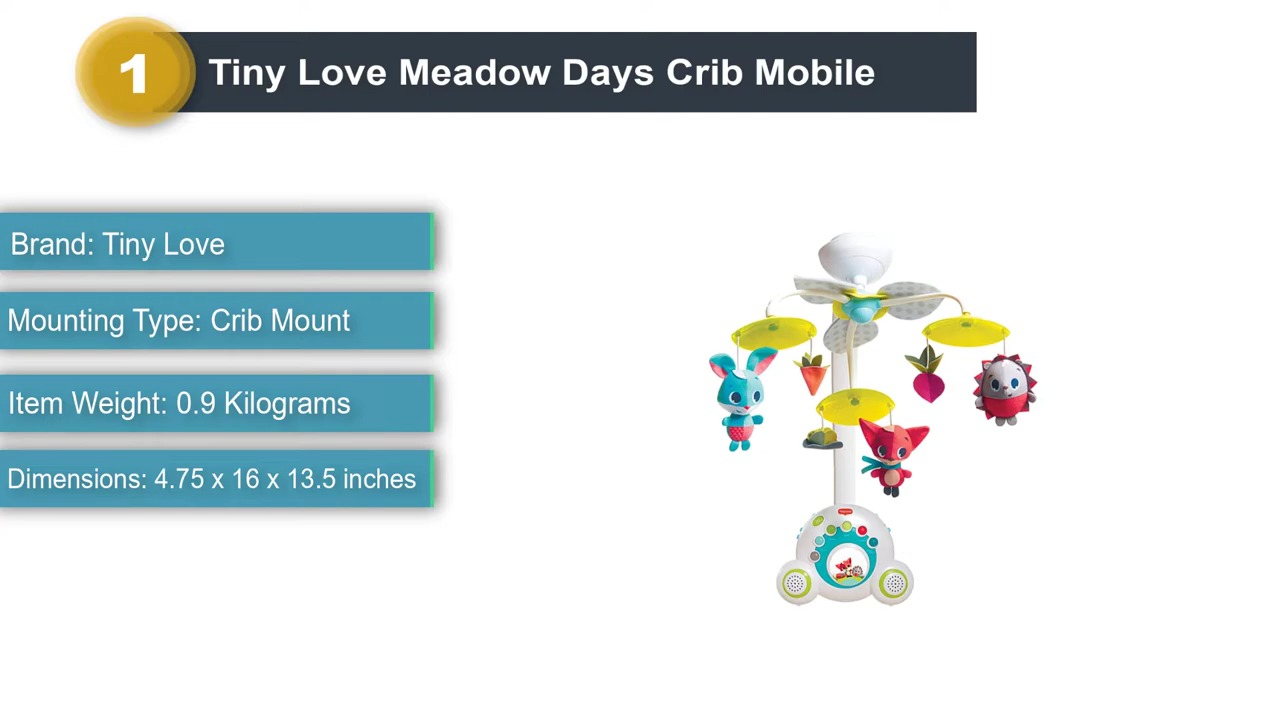 1
Tiny Love Meadow Days Crib Mobile
Brand: Tiny Love
Mounting Type: Crib Mount
Item Weight: 0.9 Kilograms
Dimensions: 4.75 x 16 x 13.5 inches